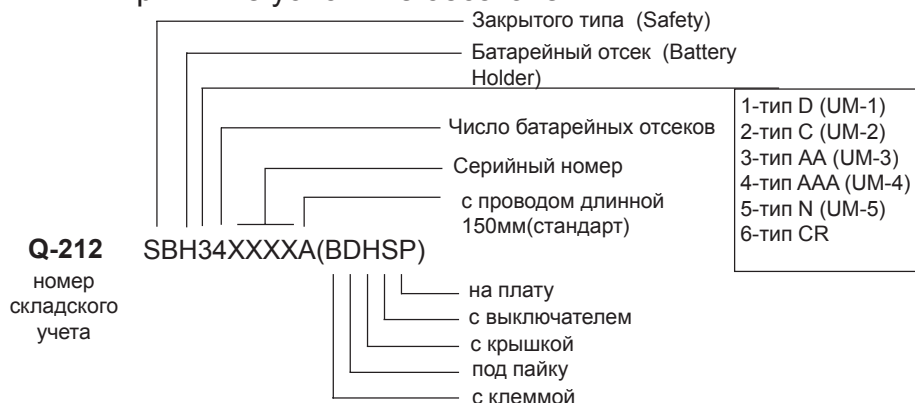 Закрытого типа (Safety)
Батарейный отсек (Battery
Holder)
1-тип D (UM-1)
2-тип C (UM-2)
3-тип AA (UM-3)
4-тип AAA (UM-4)
5-тип N (UM-5)
6-тип CR
Число батарейных отсеков
Серийный номер
с проводом длинной
150мм(стандарт)
Q-212 SBH34XXXXA(BDHSP)
номер
складского
учета
на плату
с выключателем
с крышкой
под пайку
с клеммой